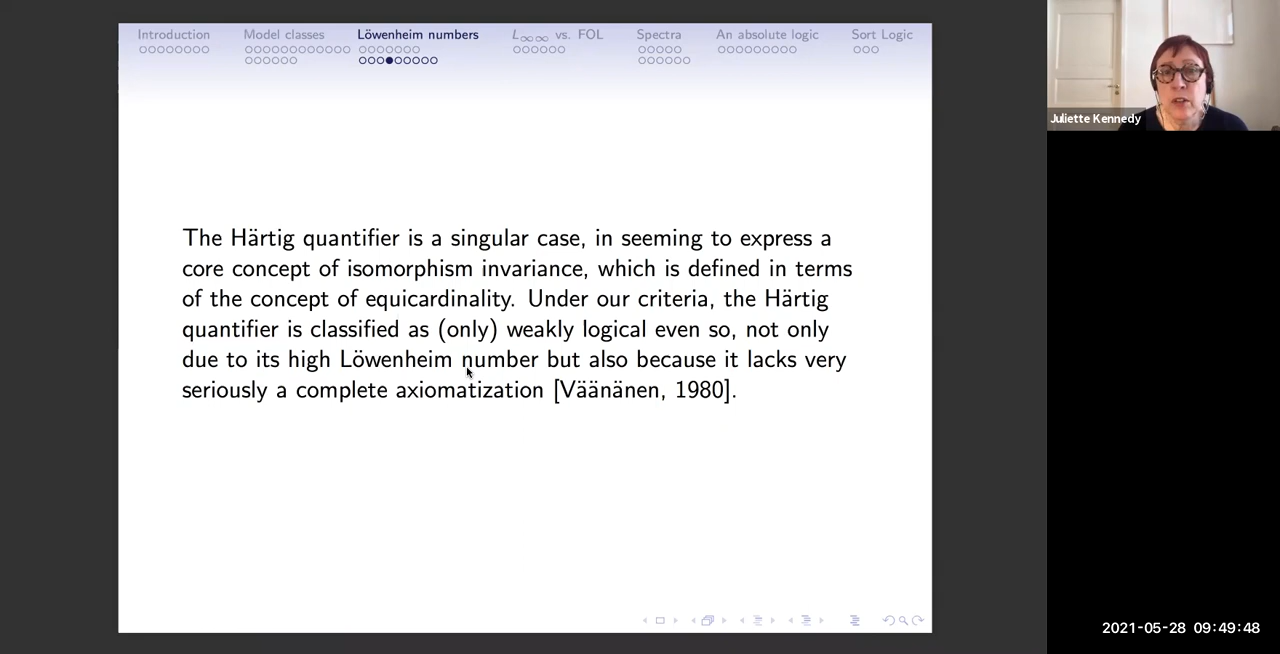 Introduction
Model classes
Löwenheim numbers
L∞∞ vs. FOL
Spectra
An absolute logic
Sort Logic
The Härtig quantifier is a singular case, in seeming to express a
core concept of isomorphism invariance, which is defined in terms
of the concept of equicardinality. Under our criteria, the Härtig
quantifier is classified as (only) weakly logical even so, not only
due to its high Löwenheim number but also because it lacks very
seriously a complete axiomatization [Väänänen, 1980].
Juliette Kennedy
2021-05-28 09:49:48